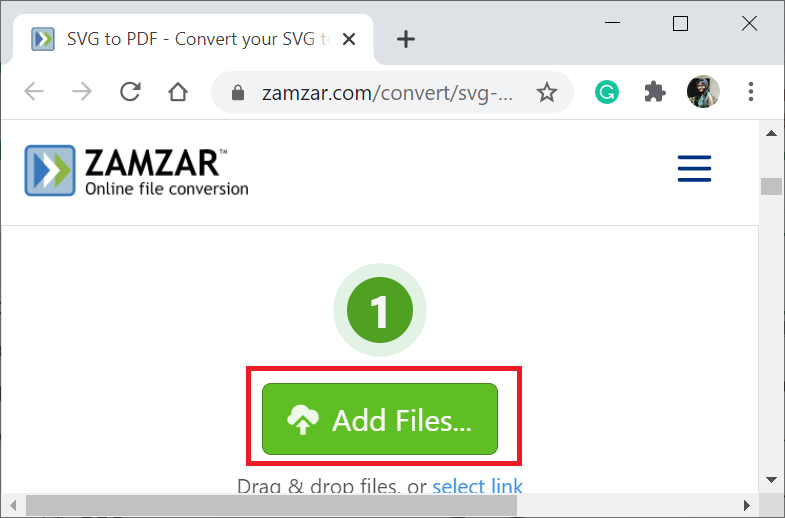 SVG to PDF - Convert your SVG to
zamzar.com/convert/svg-...
ZAMZAR™
Online file conversion
1
Add Files...
Drag & drop files, or select link